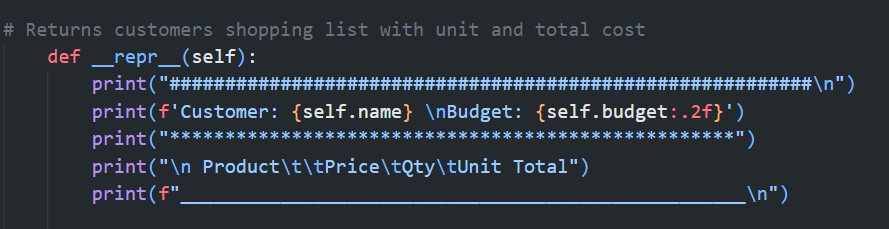 # Returns customers shopping list with unit and total cost
def __repr__(self):
print("##########################################################\n")
print(f'Customer: {self.name} \nBudget: {self.budget:.2f}')
print("***************************************************")
print("\n Product\t\tPrice\tQty\tUnit Total")
print(f"___________________________________________________\n")